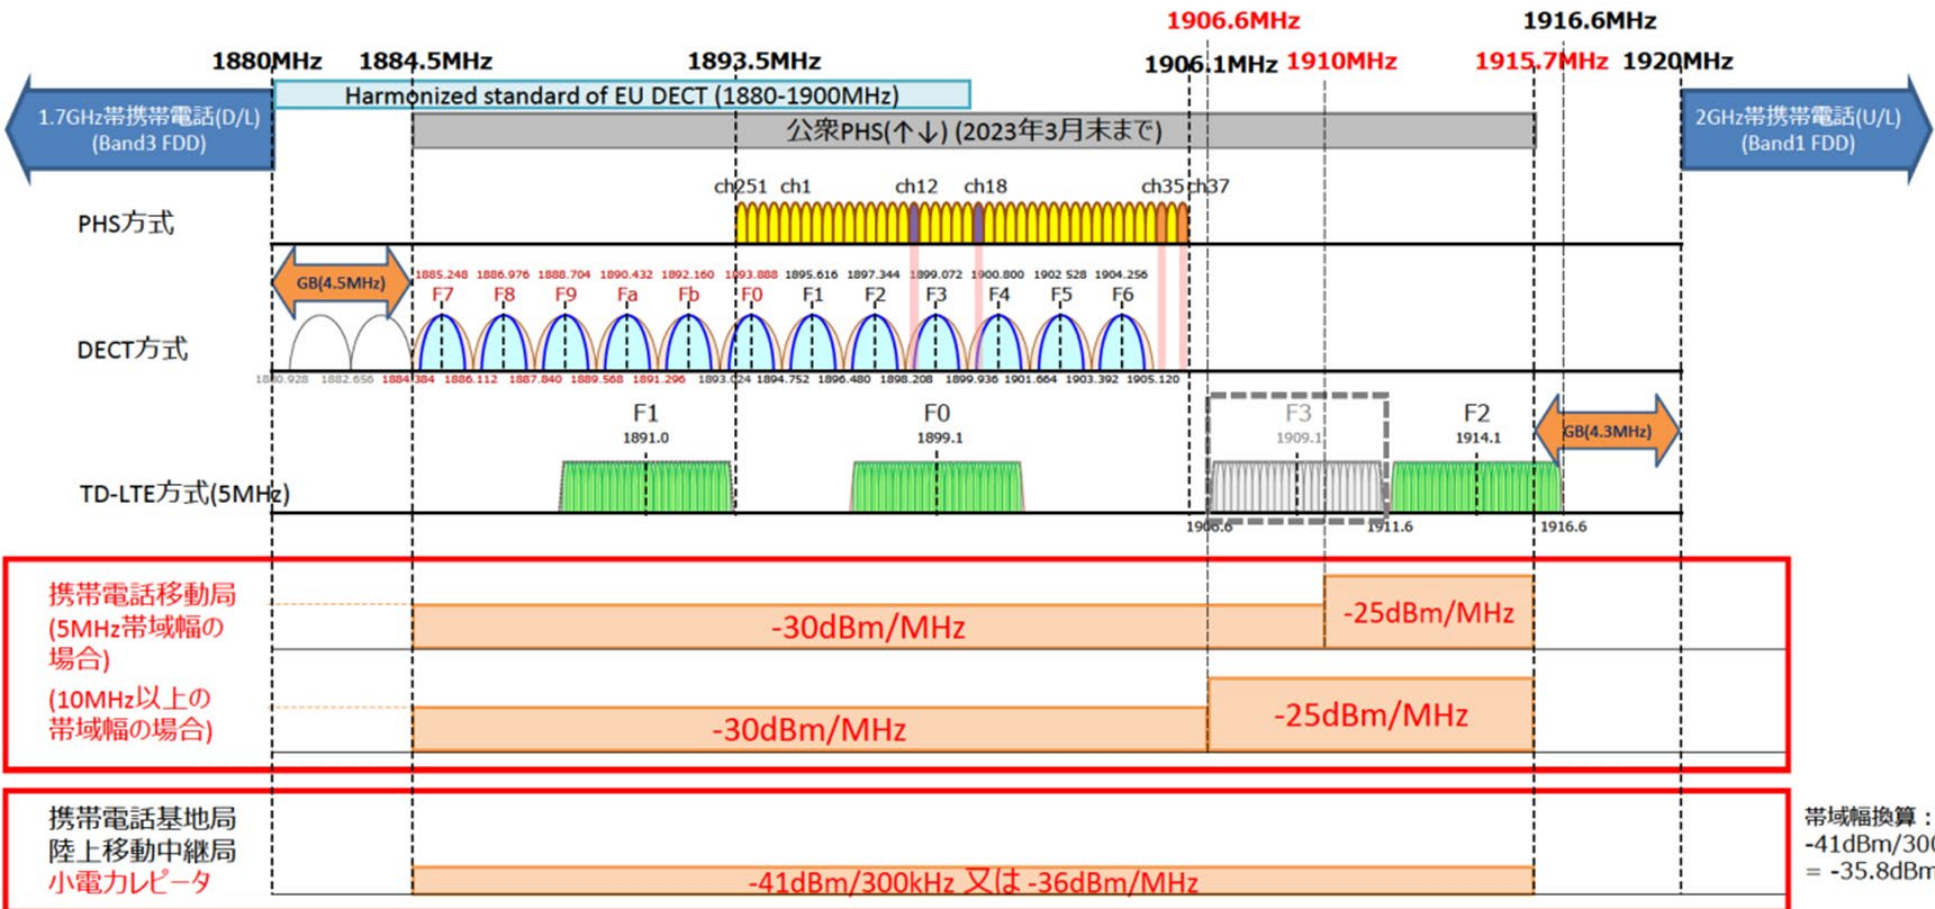 1906.6MHz 1916.6MHz
1880MHz 1884.5MHz 1893.5MHz 1906.1MHz 1910MHz 1915.7MHz 1920MHz
Harmonized standard of EU DECT (1880-1900MHz)
1.7GHz帯携帯電話(D/L)
(Band3 FDD)
公衆PHS(↑↓) (2023年3月末まで)
2GHz帯携帯電話(U/L)
(Band1 FDD)
ch251 ch1 ch12 ch18 ch35 ch37
PHS方式
GB(4.5MHz)
1885.248 1886.976 1888.704 1890.432 1892.160 1893.888 1895.616 1897.344 1899.072 1900.800 1902.528 1904.256
F7 F8 F9 Fa Fb F0 F1 F2 F3 F4 F5 F6
DECT方式
1880.928 1882.656 1884.384 1886.112 1887.840 1889.568 1891.296 1893.024 1894.752 1896.480 1898.208 1899.936 1901.664 1903.392 1905.120
F1 F0 F3 F2
1891.0 1899.1 1909.1 1914.1
GB(4.3MHz)
TD-LTE方式(5MHz)
1906.6 1911.6 1916.6
携帯電話移動局
(5MHz帯域幅の
場合)
-30dBm/MHz -25dBm/MHz
(10MHz以上の
帯域幅の場合)
-30dBm/MHz -25dBm/MHz
携帯電話基地局
陸上移動中継局
小電力レピータ
-41dBm/300kHz 又は -36dBm/MHz
帯域幅換算：
-41dBm/300
= -35.8dBm